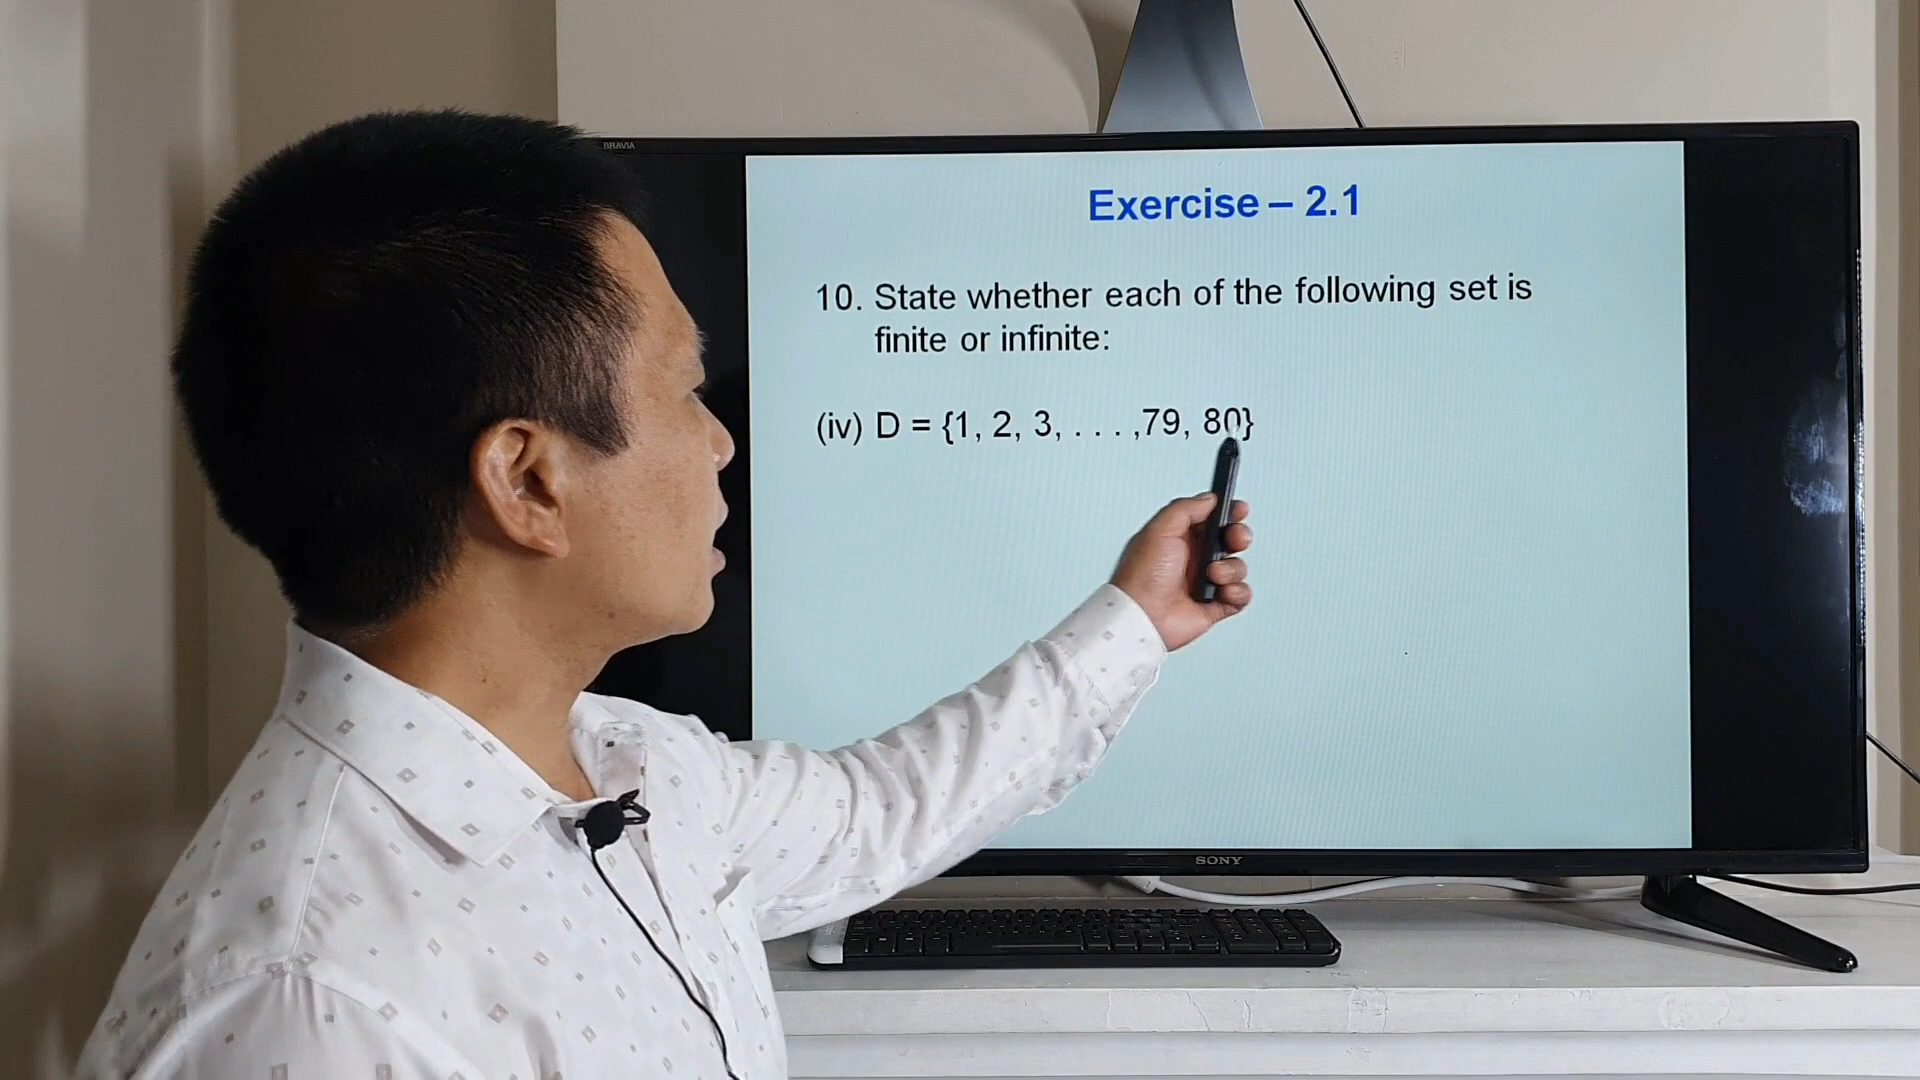 BRAVIA
Exercise – 2.1
10. State whether each of the following set is
finite or infinite:
(iv) D = {1, 2, 3, . . . ,79, 80}
SONY